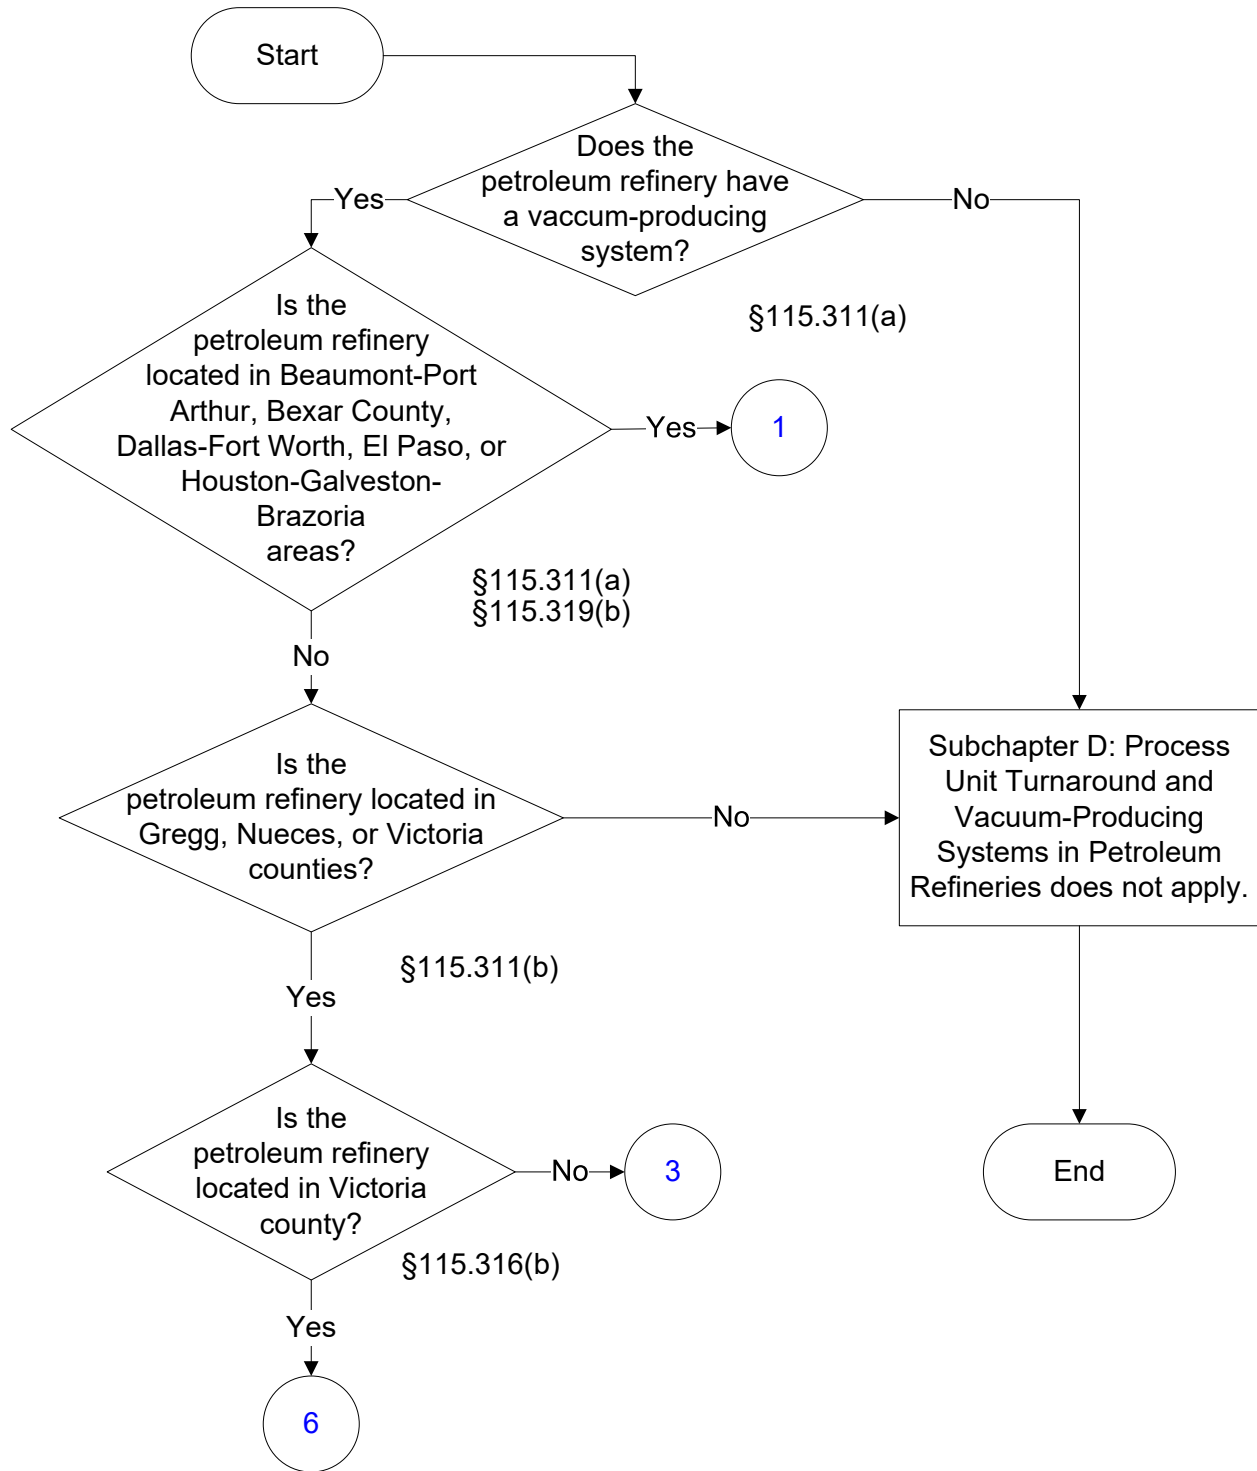 Start
Does the
petroleum refinery have
a vaccum-producing
system?
Yes
No
§115.311(a)
Is the
petroleum refinery
located in Beaumont-Port
Arthur, Bexar County,
Dallas-Fort Worth, El Paso, or
Houston-Galveston-
Brazoria
areas?
Yes
1
§115.311(a)
§115.319(b)
No
Is the
petroleum refinery located in
Gregg, Nueces, or Victoria
counties?
No
Subchapter D: Process
Unit Turnaround and
Vacuum-Producing
Systems in Petroleum
Refineries does not apply.
§115.311(b)
Yes
Is the
petroleum refinery
located in Victoria
county?
No
3
End
§115.316(b)
Yes
6